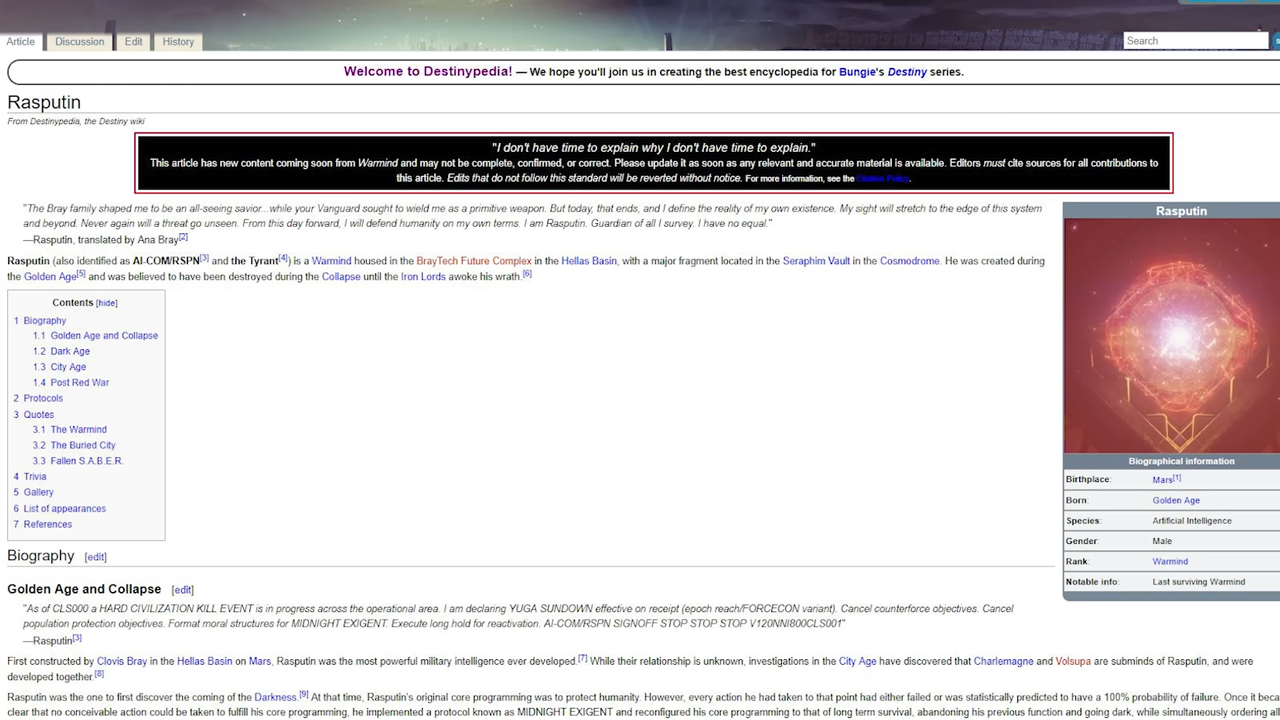 Article Discussion Edit History
Search
Welcome to Destinypedia! — We hope you'll join us in creating the best encyclopedia for Bungie's Destiny series.
Rasputin
From Destinypedia, the Destiny wiki
"I don't have time to explain why I don't have time to explain."
This article has new content coming soon from Warmind and may not be complete, confirmed, or correct. Please update it as soon as any relevant and accurate material is available. Editors must cite sources for all contributions to
this article. Edits that do not follow this standard will be reverted without notice. For more information, see the Citation Policy.
"The Bray family shaped me to be an all-seeing savior...while your Vanguard sought to wield me as a primitive weapon. But today, that ends, and I define the reality of my own existence. My sight will stretch to the edge of this system
and beyond. Never again will a threat go unseen. From this day forward, I will defend humanity on my own terms. I am Rasputin. Guardian of all I survey. I have no equal."
—Rasputin, translated by Ana Bray[2]
Rasputin (also identified as AI-COM/RSPN[3] and the Tyrant[4]) is a Warmind housed in the BrayTech Future Complex in the Hellas Basin, with a major fragment located in the Seraphim Vault in the Cosmodrome. He was created during
the Golden Age[5] and was believed to have been destroyed during the Collapse until the Iron Lords awoke his wrath.[6]
Contents [hide]
1 Biography
1.1 Golden Age and Collapse
1.2 Dark Age
1.3 City Age
1.4 Post Red War
2 Protocols
3 Quotes
3.1 The Warmind
3.2 The Buried City
3.3 Fallen S.A.B.E.R.
4 Trivia
5 Gallery
6 List of appearances
7 References
Rasputin
Biographical information
Birthplace: Mars[1]
Born: Golden Age
Species: Artificial Intelligence
Gender: Male
Rank: Warmind
Notable info: Last surviving Warmind
Biography [edit]
Golden Age and Collapse [edit]
"As of CLS000 a HARD CIVILIZATION KILL EVENT is in progress across the operational area. I am declaring YUGA SUNDOWN effective on receipt (epoch reach/FORCECON variant). Cancel counterforce objectives. Cancel
population protection objectives. Format moral structures for MIDNIGHT EXIGENT. Execute long hold for reactivation. AI-COM/RSPN SIGNOFF STOP STOP STOP V120NNI800CLS001"
—Rasputin[3]
First constructed by Clovis Bray in the Hellas Basin on Mars, Rasputin was the most powerful military intelligence ever developed.[7] While their relationship is unknown, investigations in the City Age have discovered that Charlemagne and Volsupa are subminds of Rasputin, and were
developed together.[8]
Rasputin was the one to first discover the coming of the Darkness.[9] At that time, Rasputin's original core programming was to protect humanity. However, every action he had taken to that point had either failed or was statistically predicted to have a 100% probability of failure. Once it beca
clear that no conceivable action could be taken to fulfill his core programming, he implemented a protocol known as MIDNIGHT EXIGENT and reconfigured his core programming to that of long term survival, abandoning his previous function and going dark, while simultaneously ordering all